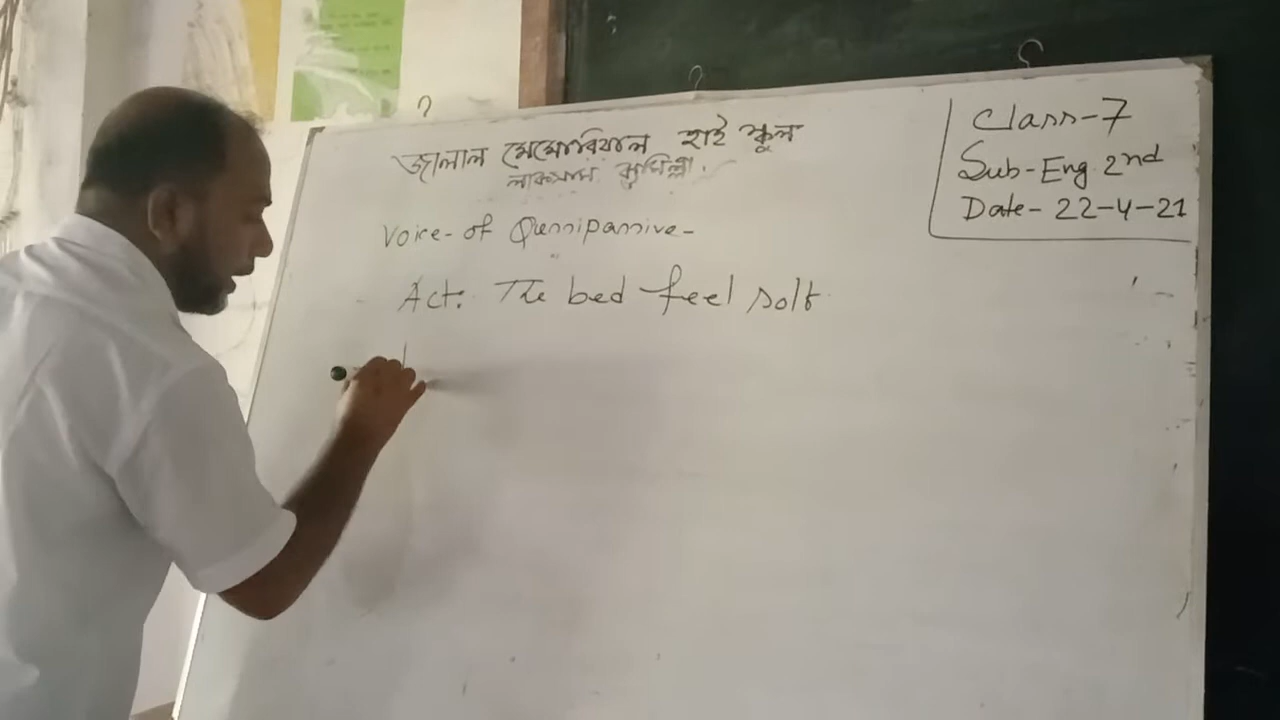 জালাল মেমোরিয়াল হাই স্কুল
লাকসাম কুমিল্লা.
Class-7
Sub-Eng 2nd
Date- 22-4-21
Voice-of Quasipassive-
Act: The bed feel soft